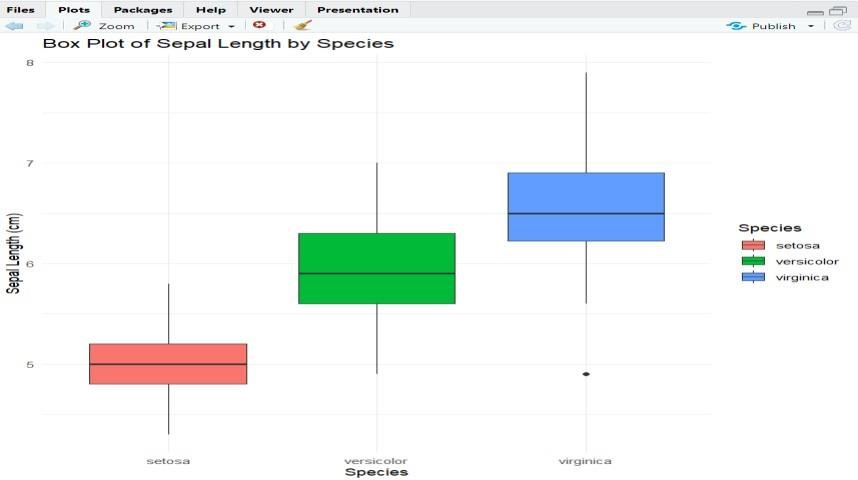 Files Plots Packages Help Viewer Presentation
Zoom Export Publish
Box Plot of Sepal Length by Species
8
7
6
5
Sepal Length (cm)
setosa versicolor virginica
Species
Species
setosa
versicolor
virginica